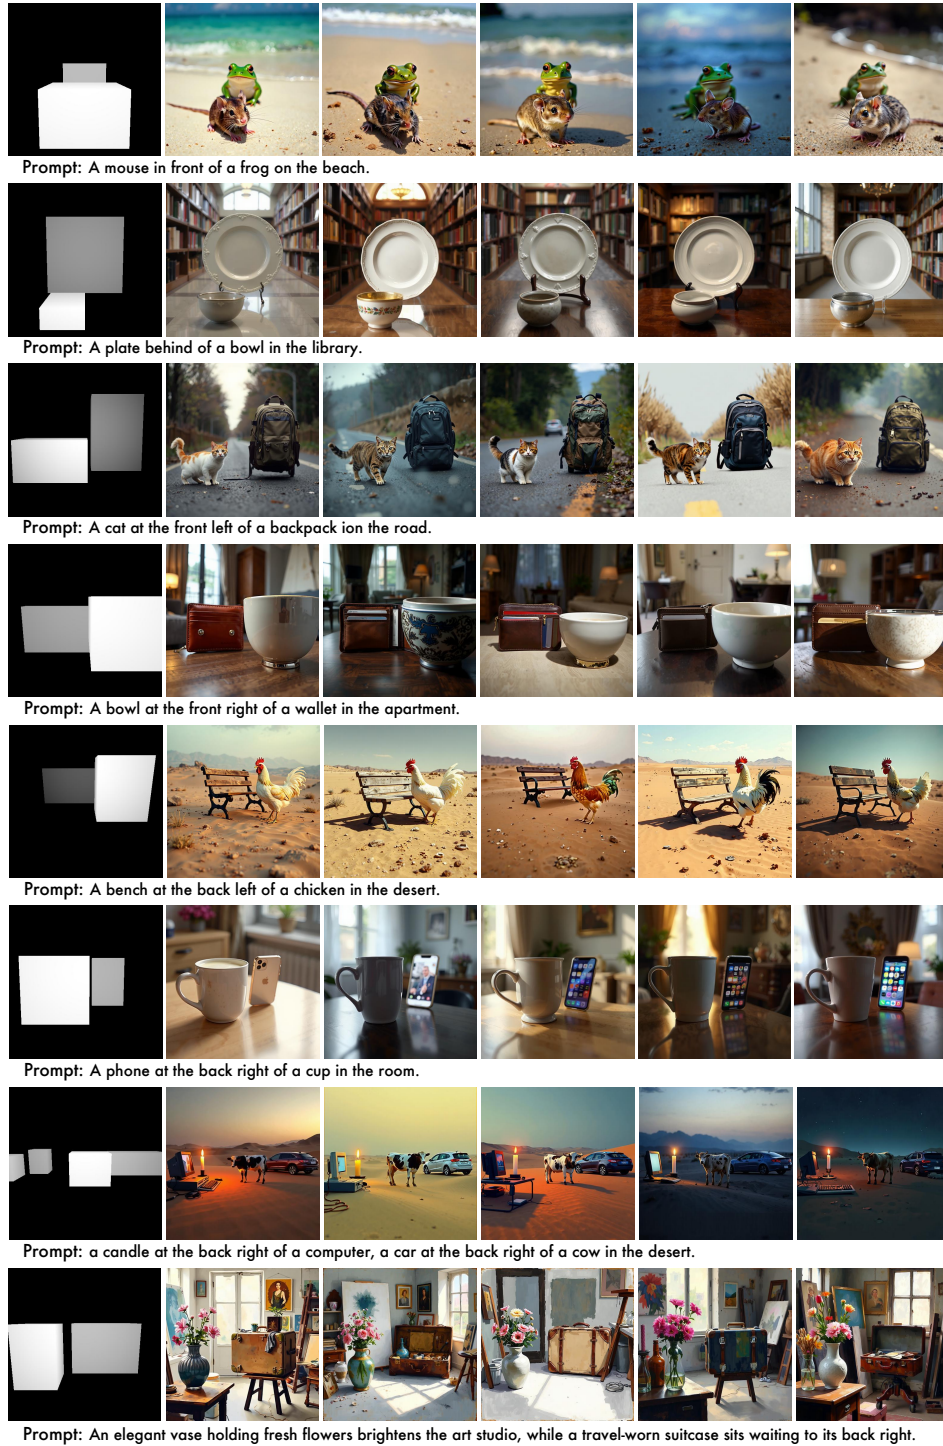 Prompt: A mouse in front of a frog on the beach.
Prompt: A plate behind of a bowl in the library.
Prompt: A cat at the front left of a backpack ion the road.
Prompt: A bowl at the front right of a wallet in the apartment.
Prompt: A bench at the back left of a chicken in the desert.
Prompt: A phone at the back right of a cup in the room.
Prompt: a candle at the back right of a computer, a car at the back right of a cow in the desert.
Prompt: An elegant vase holding fresh flowers brightens the art studio, while a travel-worn suitcase sits waiting to its back right.